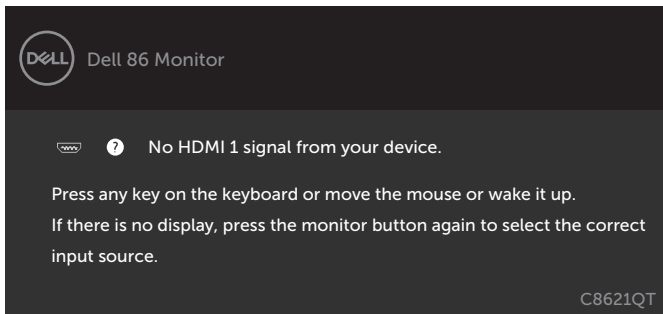 DELL
Dell 86 Monitor
? No HDMI 1 signal from your device.
Press any key on the keyboard or move the mouse or wake it up.
If there is no display, press the monitor button again to select the correct
input source.
C8621QT